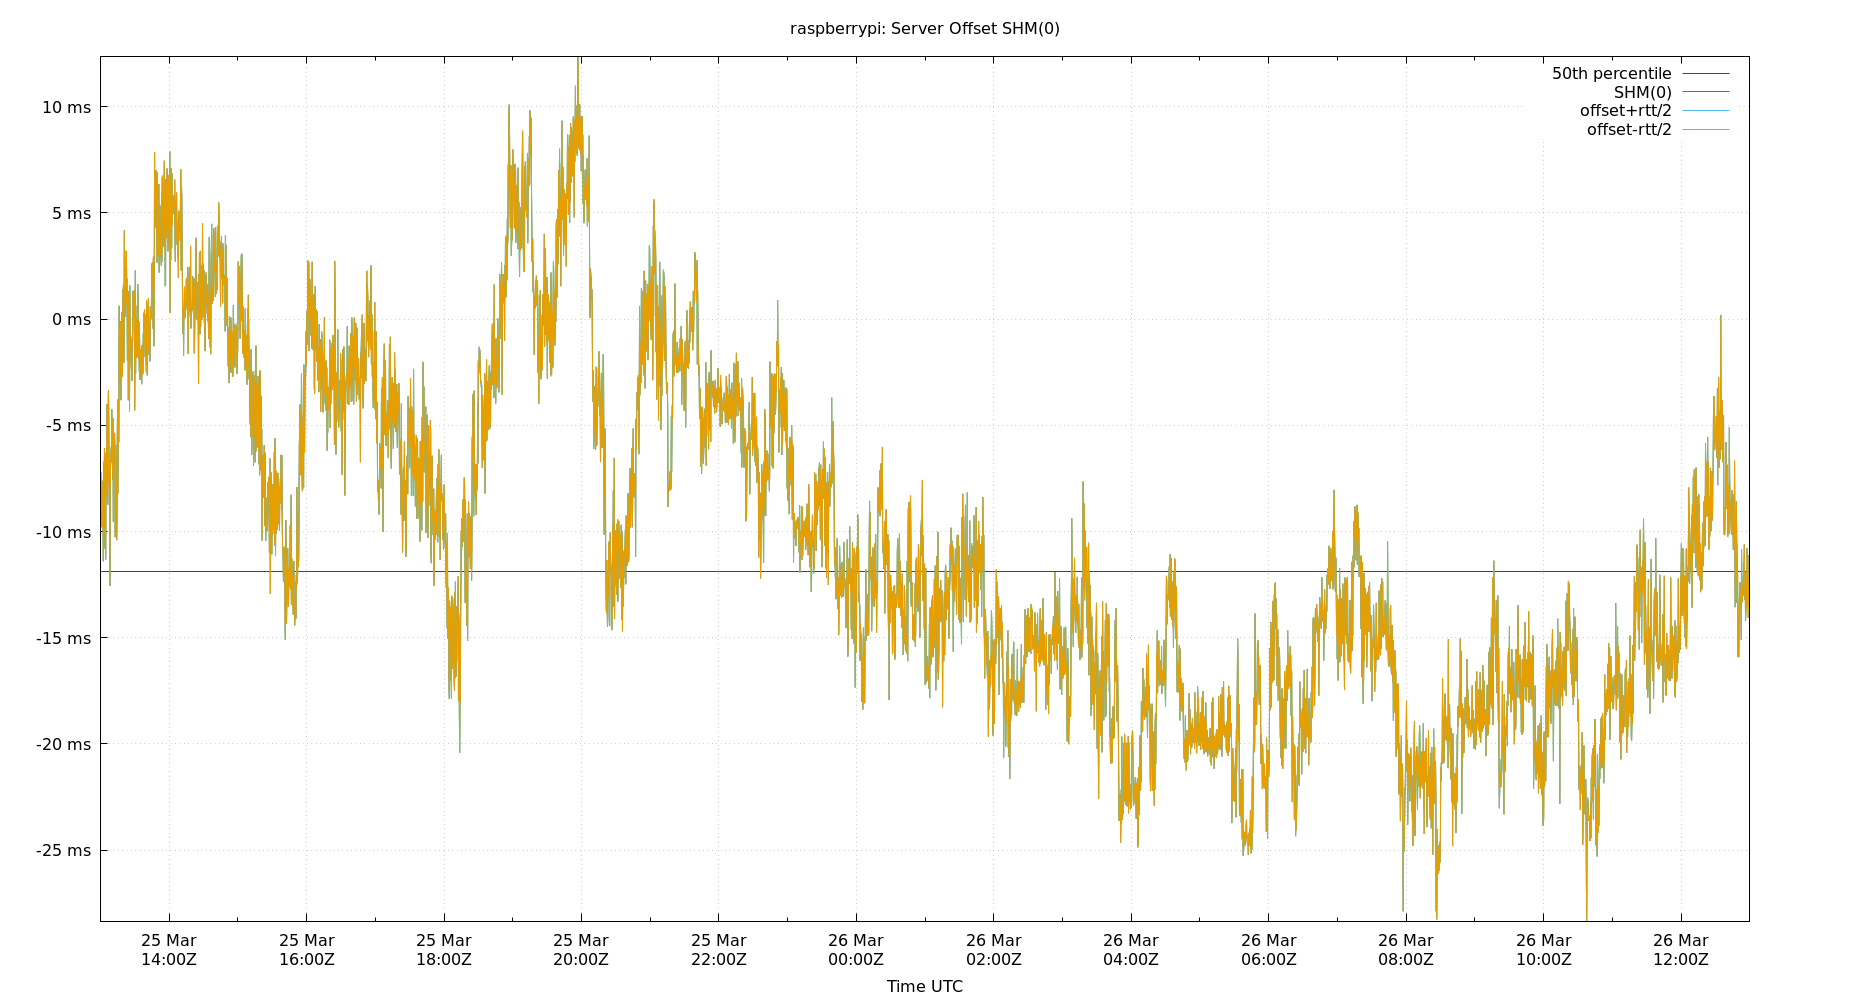 raspberrypi: Server Offset SHM(0)
50th percentile
SHM(0)
offset+rtt/2
offset-rtt/2
10 ms
5 ms
0 ms
-5 ms
-10 ms
-15 ms
-20 ms
-25 ms
25 Mar 25 Mar 25 Mar 25 Mar 25 Mar 26 Mar 26 Mar 26 Mar 26 Mar 26 Mar 26 Mar 26 Mar
14:00Z 16:00Z 18:00Z 20:00Z 22:00Z 00:00Z 02:00Z 04:00Z 06:00Z 08:00Z 10:00Z 12:00Z
Time UTC